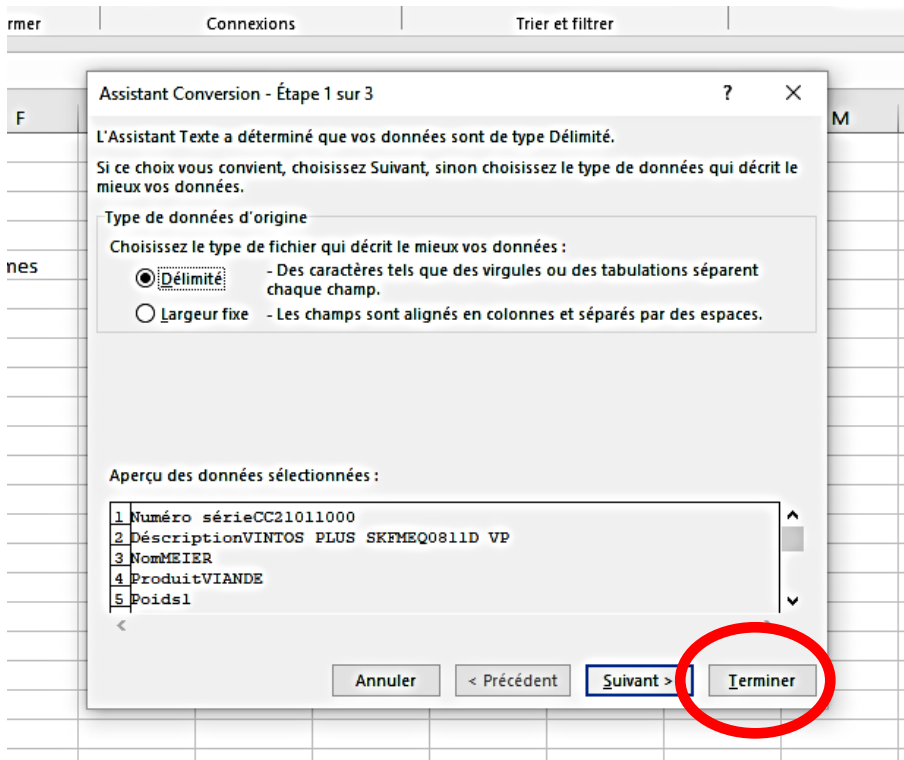 rmer Connexions Trier et filtrer
Assistant Conversion - Étape 1 sur 3 ? ×
F M
L'Assistant Texte a déterminé que vos données sont de type Délimité.
Si ce choix vous convient, choisissez Suivant, sinon choisissez le type de données qui décrit le
mieux vos données.
Type de données d'origine
Choisissez le type de fichier qui décrit le mieux vos données :
mes
Délimité - Des caractères tels que des virgules ou des tabulations séparent
chaque champ.
Largeur fixe - Les champs sont alignés en colonnes et séparés par des espaces.
Aperçu des données sélectionnées :
1 Numéro sérieCC21011000
2 DéscriptionVINTOS PLUS SKFMEQ0811D VP
3 NomMEIER
4 ProduitVIANDE
5 Poids1
Annuler < Précédent Suivant > Terminer